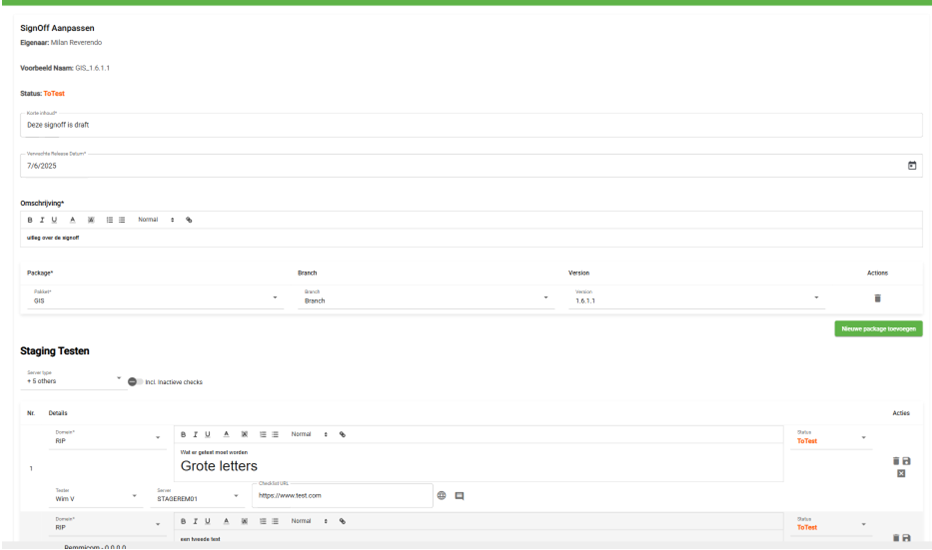 SignOff Aanpassen
Eigenaar: Milan Reverendo
Voorbeeld Naam: GIS_1.6.1.1
Status: ToTest
Korte inhoud*
Deze signoff is draft
Verwachte Release Datum*
7/6/2025
Omschrijving*
B I U A A Normal
uitleg over de signoff
Package* Branch Version Actions
Pakket* Branch Version
GIS Branch 1.6.1.1
Nieuwe package toevoegen
Staging Testen
Server type
+ 5 others Incl. Inactieve checks
Nr. Details Acties
Domein* B I U A A Normal Status
RIP ToTest
Wat er getest moet worden
Grote letters
1
Tester Server Checklist URL
Wim V STAGEREM01 https://www.test.com
Domein* B I U A A Normal Status
RIP ToTest
een tweede test
Remmicom - 0.0.0.0